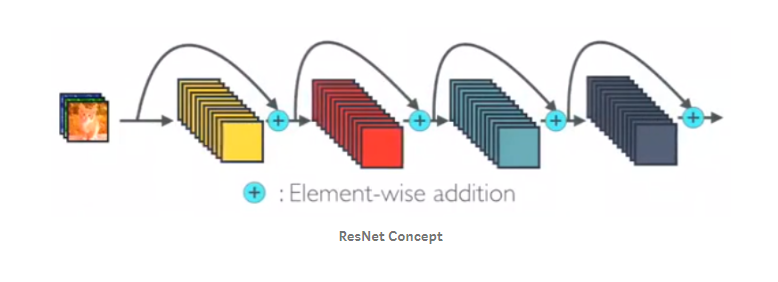 + : Element-wise addition
ResNet Concept